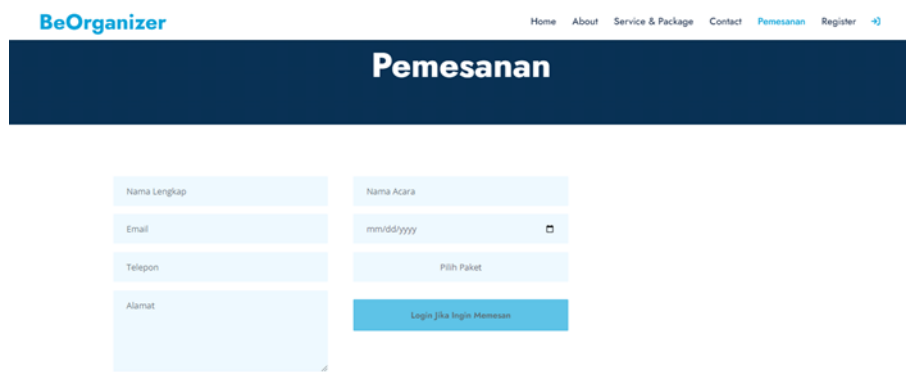 BeOrganizer
Home About Service & Package Contact Pemesanan Register
Pemesanan
Nama Lengkap
Email
Telepon
Alamat
Nama Acara
mm/dd/yyyy
Pilih Paket
Login Jika Ingin Memesan